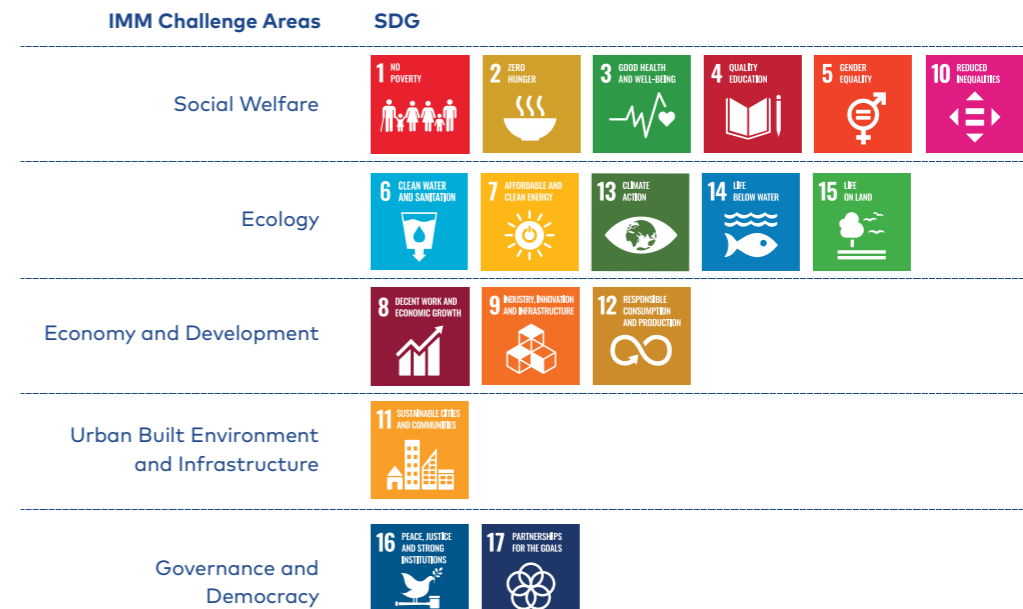 IMM Challenge Areas SDG
Social Welfare
1 NO POVERTY
2 ZERO HUNGER
3 GOOD HEALTH AND WELL-BEING
4 QUALITY EDUCATION
5 GENDER EQUALITY
10 REDUCED INEQUALITIES
Ecology
6 CLEAN WATER AND SANITATION
7 AFFORDABLE AND CLEAN ENERGY
13 CLIMATE ACTION
14 LIFE BELOW WATER
15 LIFE ON LAND
Economy and Development
8 DECENT WORK AND ECONOMIC GROWTH
9 INDUSTRY, INNOVATION AND INFRASTRUCTURE
12 RESPONSIBLE CONSUMPTION AND PRODUCTION
Urban Built Environment
and Infrastructure
11 SUSTAINABLE CITIES AND COMMUNITIES
Governance and
Democracy
16 PEACE, JUSTICE AND STRONG INSTITUTIONS
17 PARTNERSHIPS FOR THE GOALS